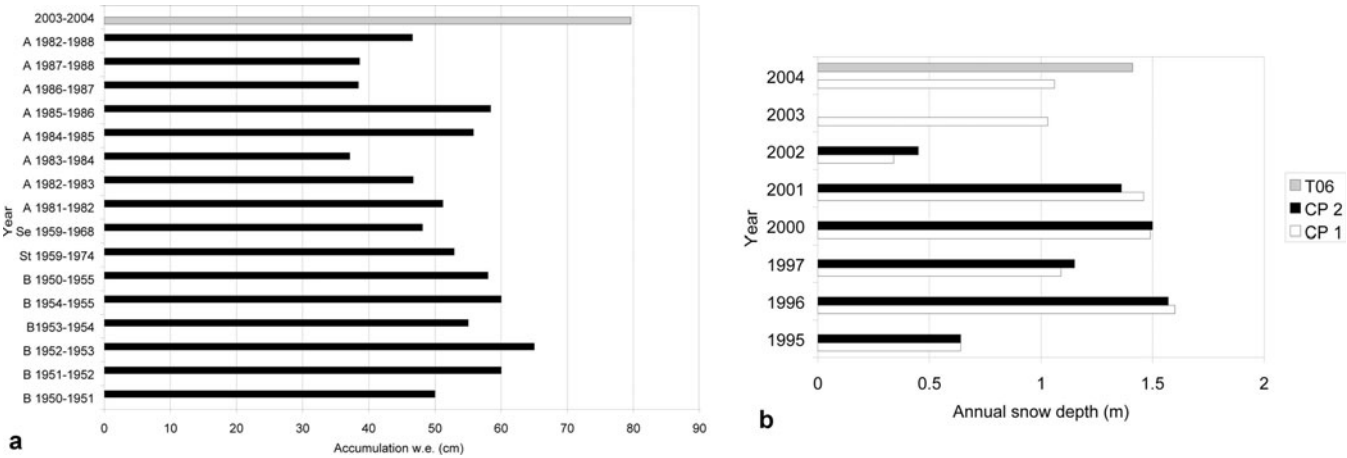 2003-2004
A 1982-1988
A 1987-1988
A 1986-1987
A 1985-1986
A 1984-1985
A 1983-1984
A 1982-1983
A 1981-1982
Se 1959-1968
St 1959-1974
B 1950-1955
B 1954-1955
B1953-1954
B 1952-1953
B 1951-1952
B 1950-1951
Year
0 10 20 30 40 50 60 70 80 90
Accumulation w.e. (cm)
a
2004
2003
2002
2001
2000
1997
1996
1995
Year
0 0.5 1 1.5 2
Annual snow depth (m)
b
T06
CP 2
CP 1